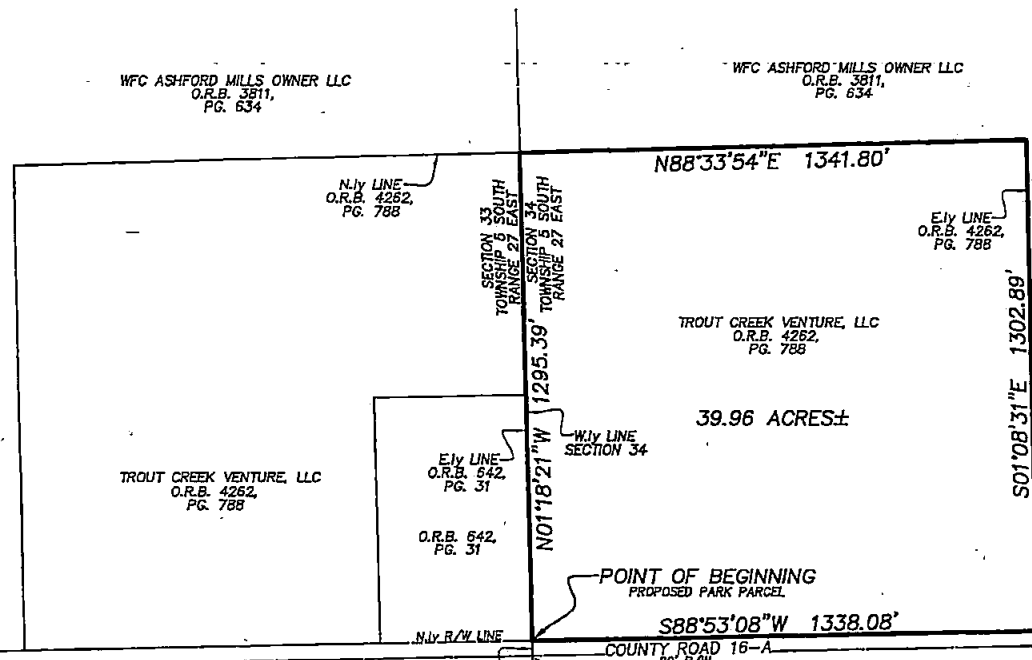 WFC ASHFORD MILLS OWNER LLC
O.R.B. 3811,
PG. 634
WFC ASHFORD MILLS OWNER LLC
O.R.B. 3811,
PG. 634
N88°33'54"E 1341.80'
N.ly LINE
O.R.B. 4262,
PG. 788
SECTION 33
TOWNSHIP 5 SOUTH
RANGE 27 EAST
SECTION 34
TOWNSHIP 5 SOUTH
RANGE 27 EAST
E.ly LINE
O.R.B. 4262,
PG. 788
S01°08'31"E 1302.89'
TROUT CREEK VENTURE, LLC
O.R.B. 4262,
PG. 788
N01°18'21"W 1295.39'
39.96 ACRES±
W.ly LINE
SECTION 34
E.ly LINE
O.R.B. 642,
PG. 31
TROUT CREEK VENTURE, LLC
O.R.B. 4262,
PG. 788
O.R.B. 642,
PG. 31
POINT OF BEGINNING
PROPOSED PARK PARCEL
S88°53'08"W 1338.08'
N.ly R/W LINE
COUNTY ROAD 16-A